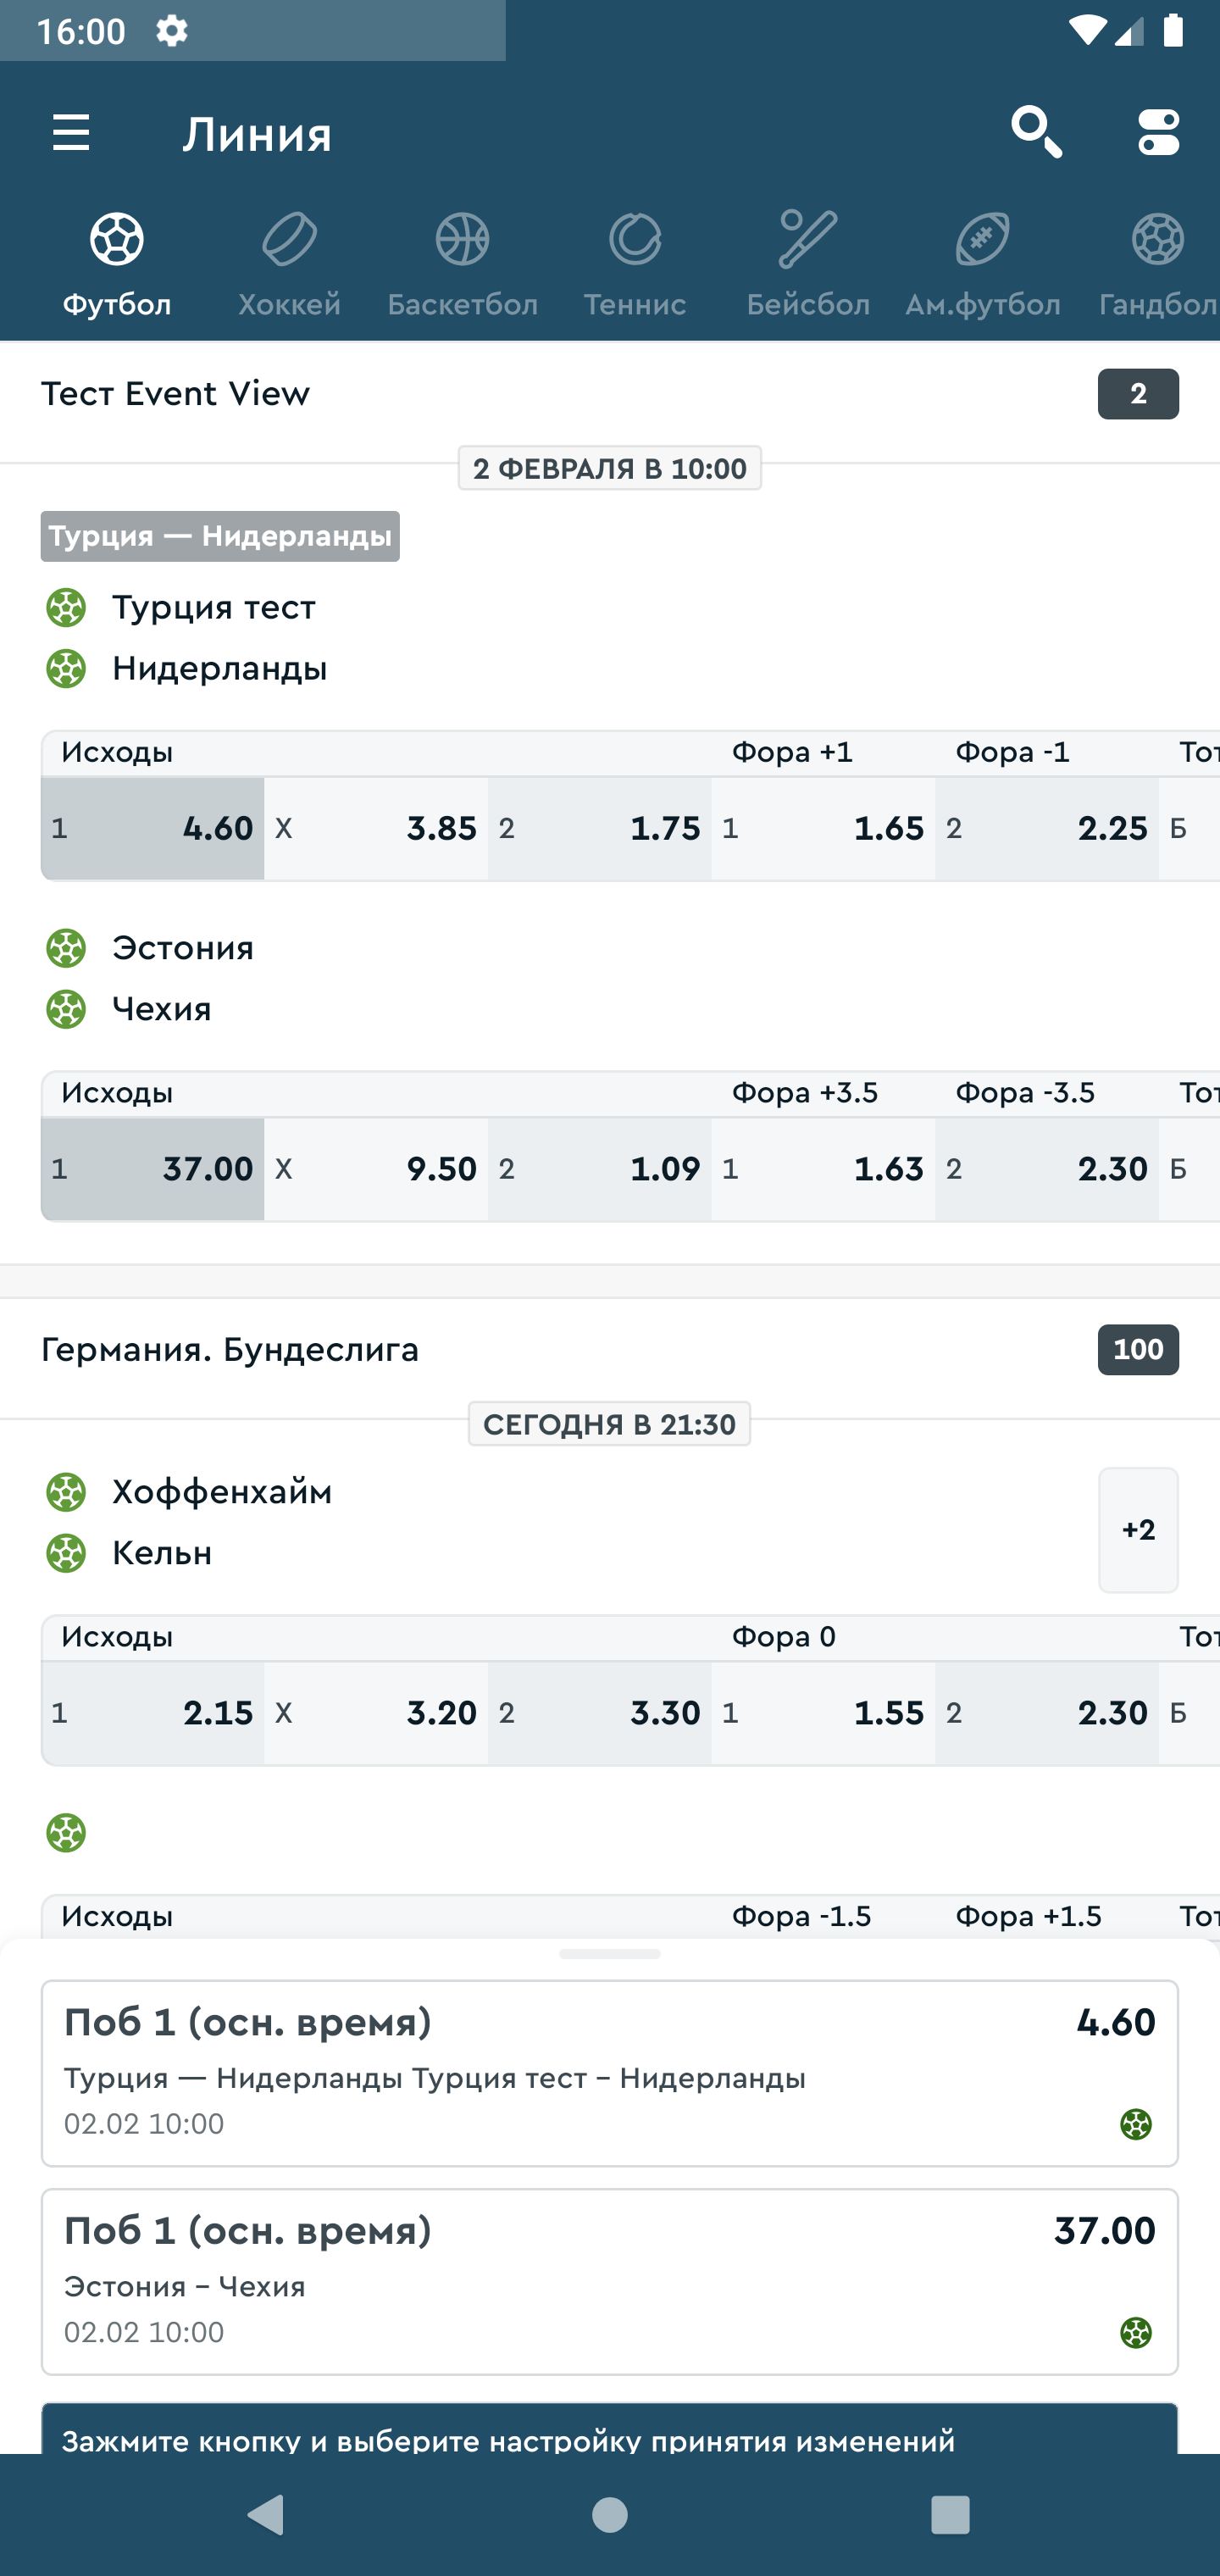 16:00
Линия
Футбол Хоккей Баскетбол Теннис Бейсбол Ам.футбол Гандбол
Тест Event View 2
2 ФЕВРАЛЯ В 10:00
Турция — Нидерланды
Турция тест
Нидерланды
Исходы Фора +1 Фора -1 Тот
1 4.60 X 3.85 2 1.75 1 1.65 2 2.25 Б
Эстония
Чехия
Исходы Фора +3.5 Фора -3.5 Тот
1 37.00 X 9.50 2 1.09 1 1.63 2 2.30 Б
Германия. Бундеслига 100
СЕГОДНЯ В 21:30
Хоффенхайм
+2
Кельн
Исходы Фора 0 Тот
1 2.15 X 3.20 2 3.30 1 1.55 2 2.30 Б
Исходы Фора -1.5 Фора +1.5 Тот
Поб 1 (осн. время) 4.60
Турция — Нидерланды Турция тест – Нидерланды
02.02 10:00
Поб 1 (осн. время) 37.00
Эстония – Чехия
02.02 10:00
Зажмите кнопку и выберите настройку принятия изменений